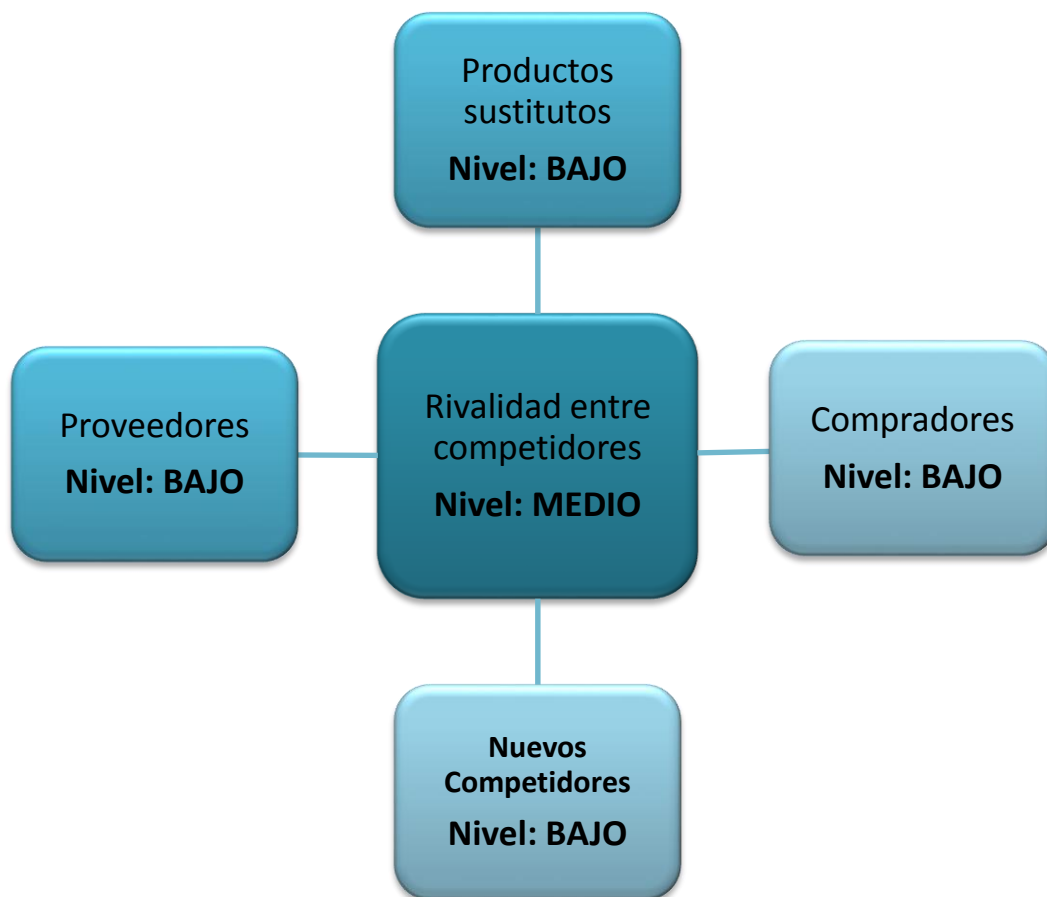 Productos
sustitutos
Nivel: BAJO
Proveedores
Nivel: BAJO
Rivalidad entre
competidores
Nivel: MEDIO
Compradores
Nivel: BAJO
Nuevos
Competidores
Nivel: BAJO